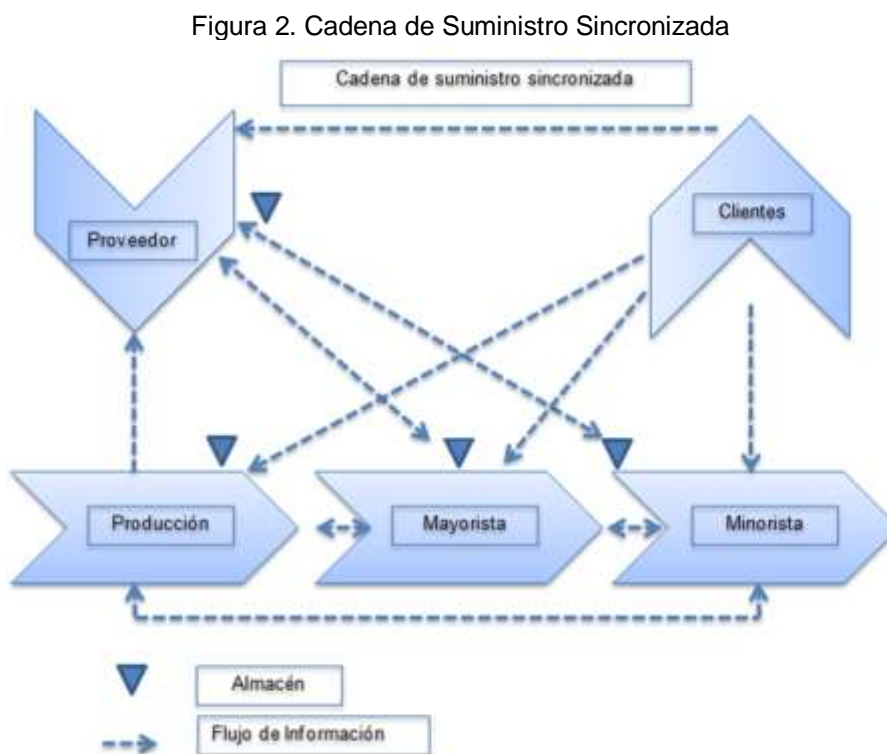 Figura 2. Cadena de Suministro Sincronizada
Cadena de suministro sincronizada
Proveedor
Clientes
Producción
Mayorista
Minorista
Almacén
Flujo de Información